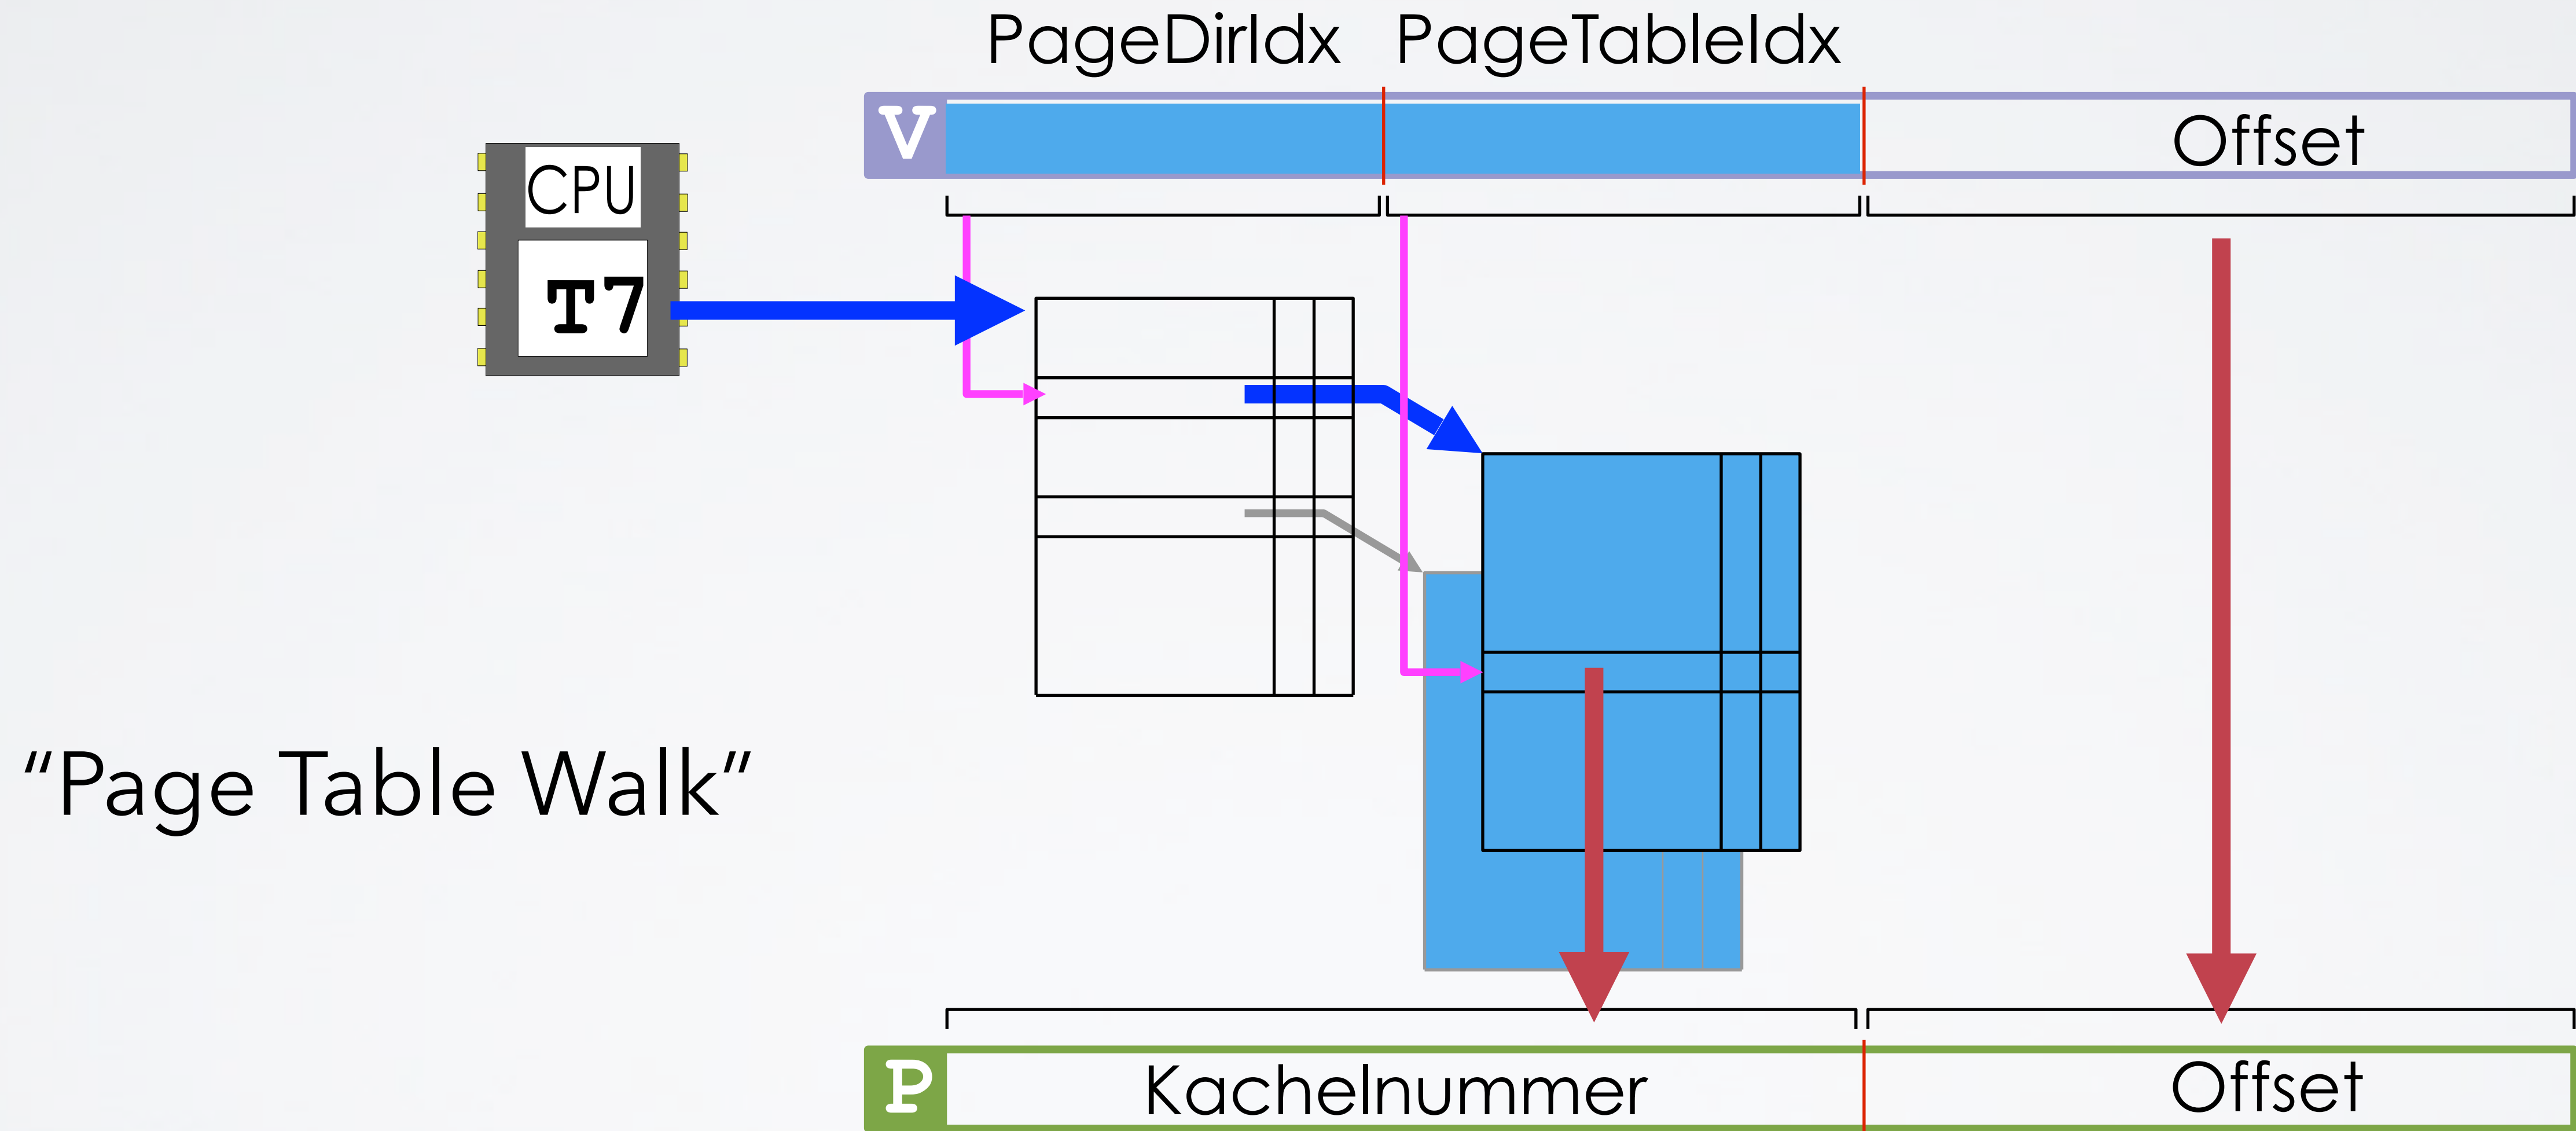 PageDirIdx PageTableIdx
V Offset
CPU
T7
“Page Table Walk”
P Kachelnummer Offset